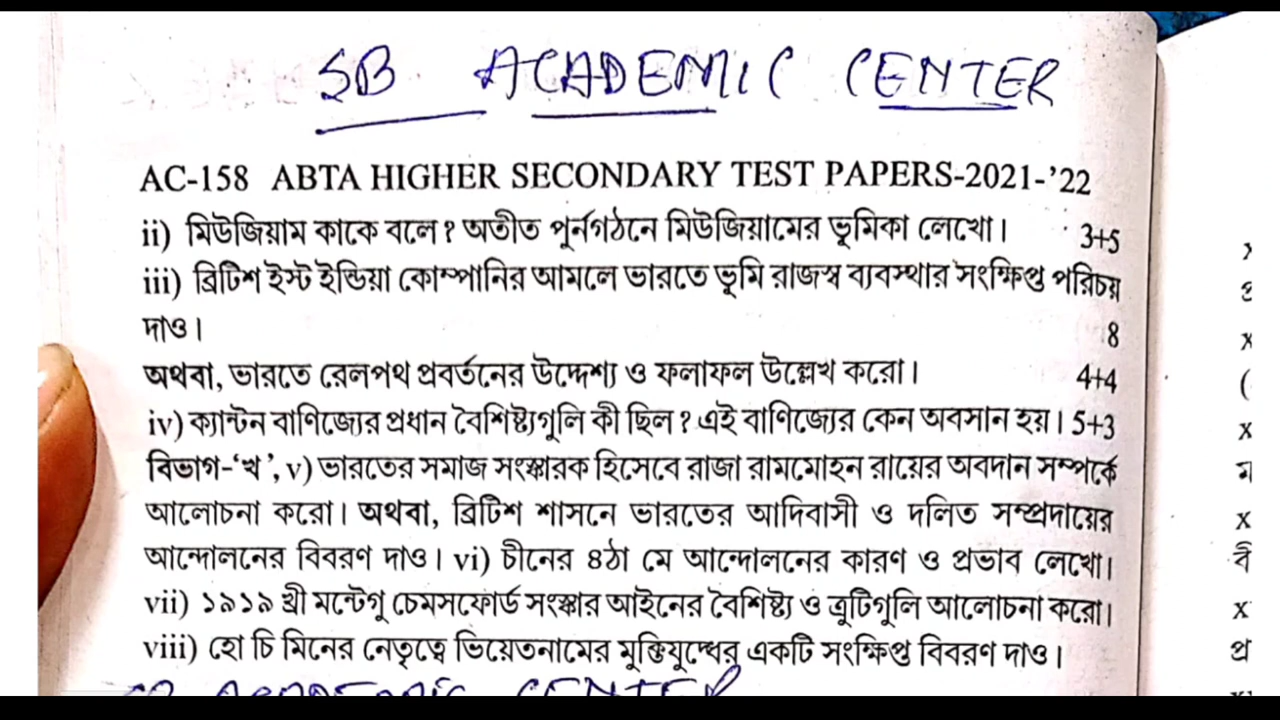 SB ACADEMIC CENTER
AC-158 ABTA HIGHER SECONDARY TEST PAPERS-2021-'22
ii) মিউজিয়াম কাকে বলে? অতীত পুর্নগঠনে মিউজিয়ামের ভূমিকা লেখো। 3+5
iii) ব্রিটিশ ইস্ট ইন্ডিয়া কোম্পানির আমলে ভারতে ভূমি রাজস্ব ব্যবস্থার সংক্ষিপ্ত পরিচয়
দাও। 8
অথবা, ভারতে রেলপথ প্রবর্তনের উদ্দেশ্য ও ফলাফল উল্লেখ করো। 4+4
iv) ক্যান্টন বাণিজ্যের প্রধান বৈশিষ্ট্যগুলি কী ছিল? এই বাণিজ্যের কেন অবসান হয়। 5+3
বিভাগ-‘খ’, v) ভারতের সমাজ সংস্কারক হিসেবে রাজা রামমোহন রায়ের অবদান সম্পর্কে
আলোচনা করো। অথবা, ব্রিটিশ শাসনে ভারতের আদিবাসী ও দলিত সম্প্রদায়ের
আন্দোলনের বিবরণ দাও। vi) চীনের ৪ঠা মে আন্দোলনের কারণ ও প্রভাব লেখো।
vii) ১৯১৯ খ্রী মন্টেগু চেমসফোর্ড সংস্কার আইনের বৈশিষ্ট্য ও ত্রুটিগুলি আলোচনা করো।
viii) হো চি মিনের নেতৃত্বে ভিয়েতনামের মুক্তিযুদ্ধের একটি সংক্ষিপ্ত বিবরণ দাও।
SB ACADEMIC CENTER